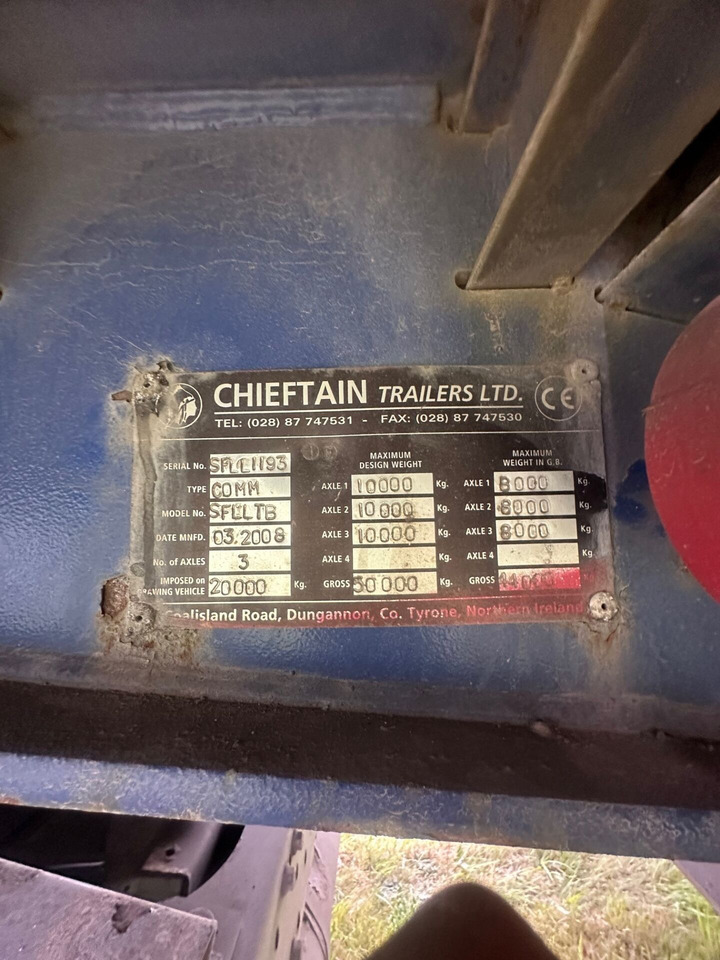 CHIEFTAIN TRAILERS LTD. CE
TEL: (028) 87 747531 - FAX: (028) 87 747530
MAXIMUM DESIGN WEIGHT
MAXIMUM WEIGHT IN G.B.
SERIAL No. AXLE 1 10000 Kg. AXLE 1 8000 Kg.
TYPE COMM AXLE 2 10000 Kg. AXLE 2 8000 Kg.
MODEL No. AXLE 3 10000 Kg. AXLE 3 8000 Kg.
DATE MNFD. 03.2008 AXLE 4 Kg. AXLE 4 Kg.
No. of AXLES 3
IMPOSED on DRAWING VEHICLE 20000 Kg. GROSS 50000 Kg. GROSS
Coalisland Road, Dungannon, Co. Tyrone, Northern Ireland